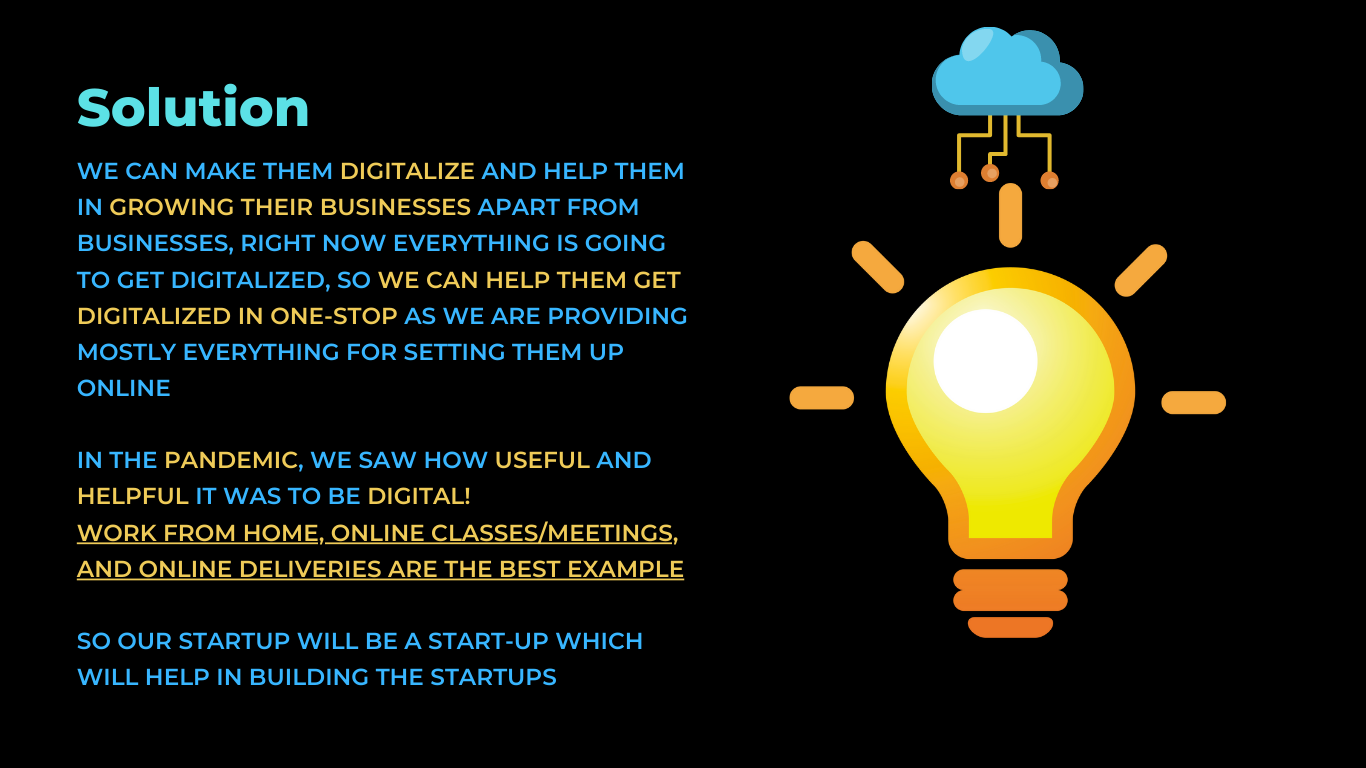 Solution
WE CAN MAKE THEM DIGITALIZE AND HELP THEM
IN GROWING THEIR BUSINESSES APART FROM
BUSINESSES, RIGHT NOW EVERYTHING IS GOING
TO GET DIGITALIZED, SO WE CAN HELP THEM GET
DIGITALIZED IN ONE-STOP AS WE ARE PROVIDING
MOSTLY EVERYTHING FOR SETTING THEM UP
ONLINE
IN THE PANDEMIC, WE SAW HOW USEFUL AND
HELPFUL IT WAS TO BE DIGITAL!
WORK FROM HOME, ONLINE CLASSES/MEETINGS,
AND ONLINE DELIVERIES ARE THE BEST EXAMPLE
SO OUR STARTUP WILL BE A START-UP WHICH
WILL HELP IN BUILDING THE STARTUPS